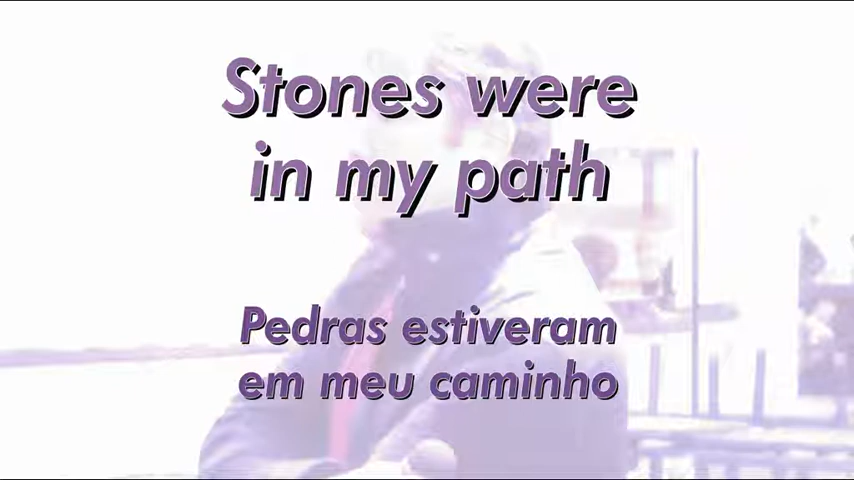 Stones were
in my path
Pedras estiveram
em meu caminho